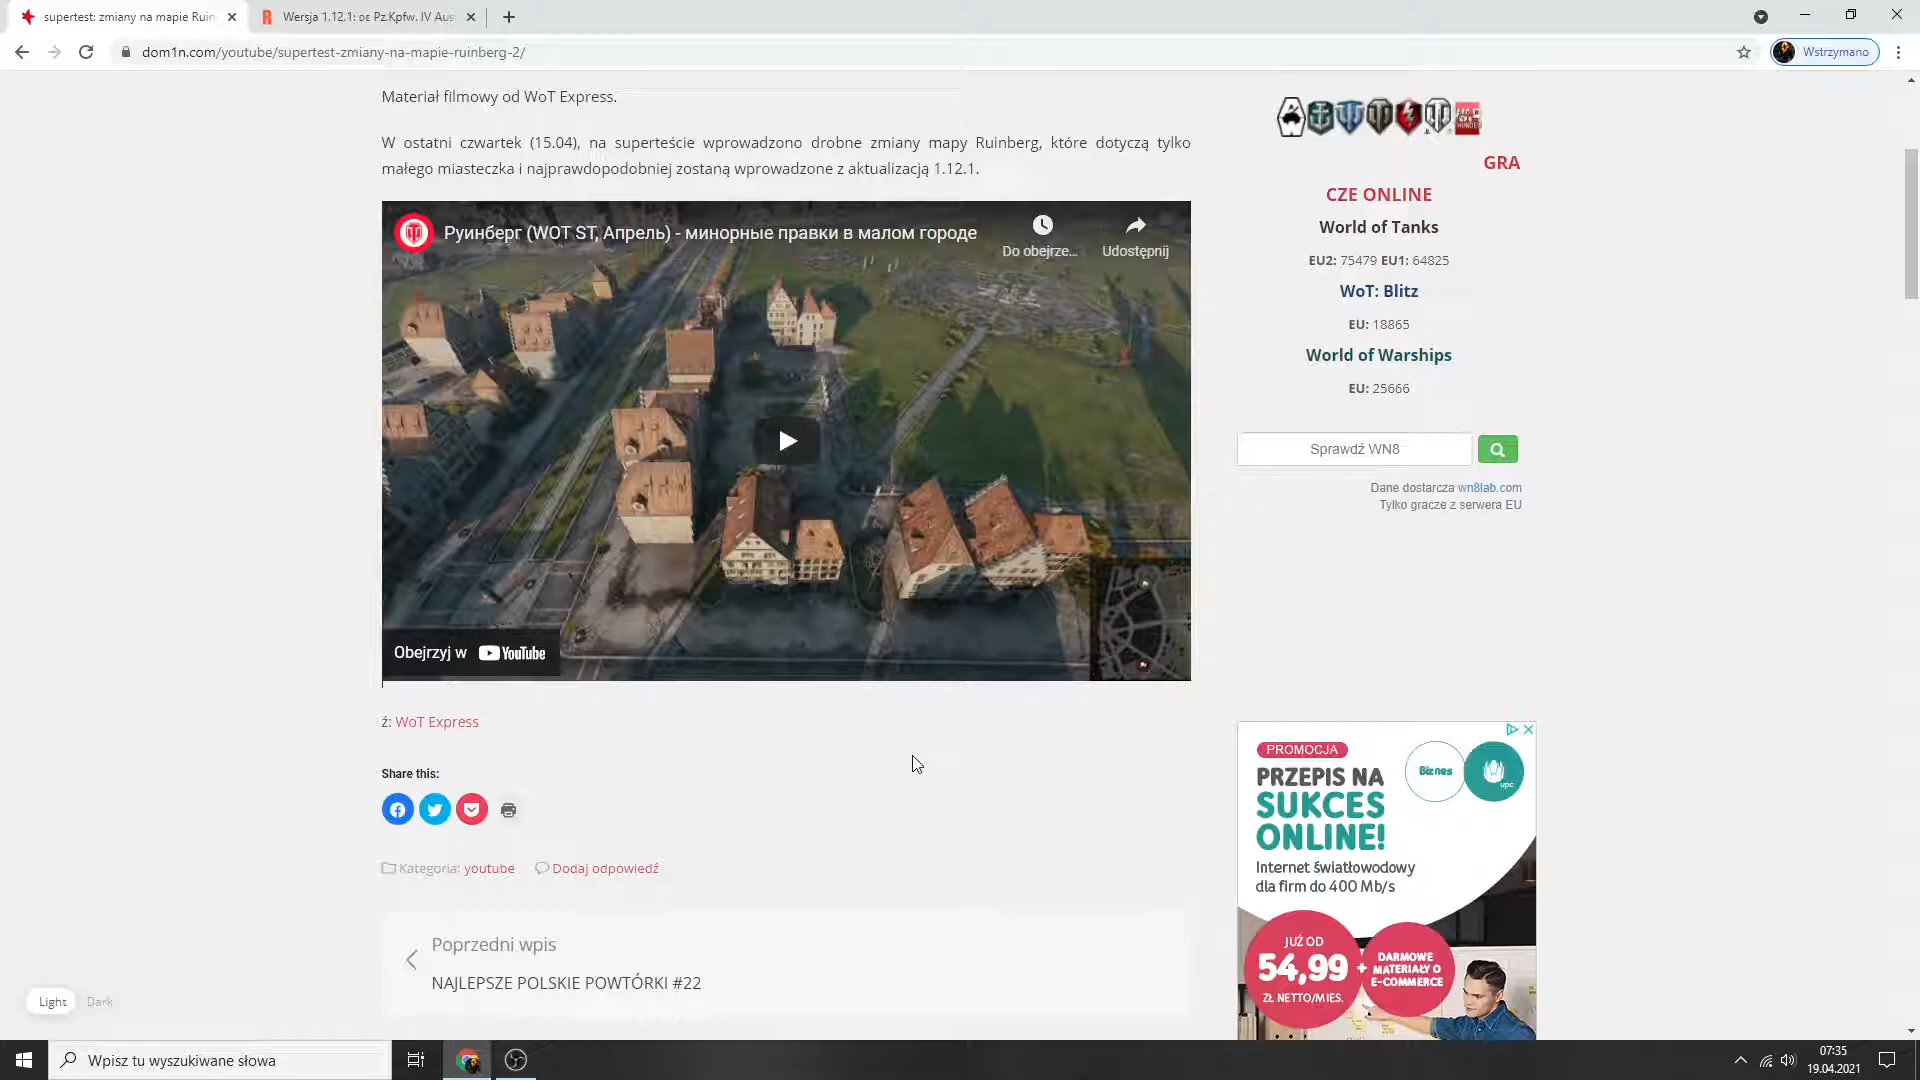 supertest: zmiany na mapie Ruin
Wersja 1.12.1: oε Pz.Kpfw. IV Aus
dom1n.com/youtube/supertest-zmiany-na-mapie-ruinberg-2/
Wstrzymano
Materiał filmowy od WoT Express.
W ostatni czwartek (15.04), na superteście wprowadzono drobne zmiany mapy Ruinberg, które dotyczą tylko
małego miasteczka i najprawdopodobniej zostaną wprowadzone z aktualizacją 1.12.1.
Руинберг (WOT ST, Апрель) - минорные правки в малом городе
Do obejrze...
Udostępnij
Obejrzyj w YouTube
ź: WoT Express
Share this:
Kategoria: youtube
Dodaj odpowiedź
Poprzedni wpis
NAJLEPSZE POLSKIE POWTÓRKI #22
Light
Dark
GRA
CZE ONLINE
World of Tanks
EU2: 75479 EU1: 64825
WoT: Blitz
EU: 18865
World of Warships
EU: 25666
Sprawdź WN8
Dane dostarcza wn8lab.com
Tylko gracze z serwera EU
PROMOCJA
PRZEPIS NA
SUKCES
ONLINE!
Biznes
upc
Internet światłowodowy
dla firm do 400 Mb/s
JUŻ OD
54,99
ZŁ NETTO/MIES.
+
DARMOWE
MATERIAŁY O
E-COMMERCE
Wpisz tu wyszukiwane słowa
07:35
19.04.2021